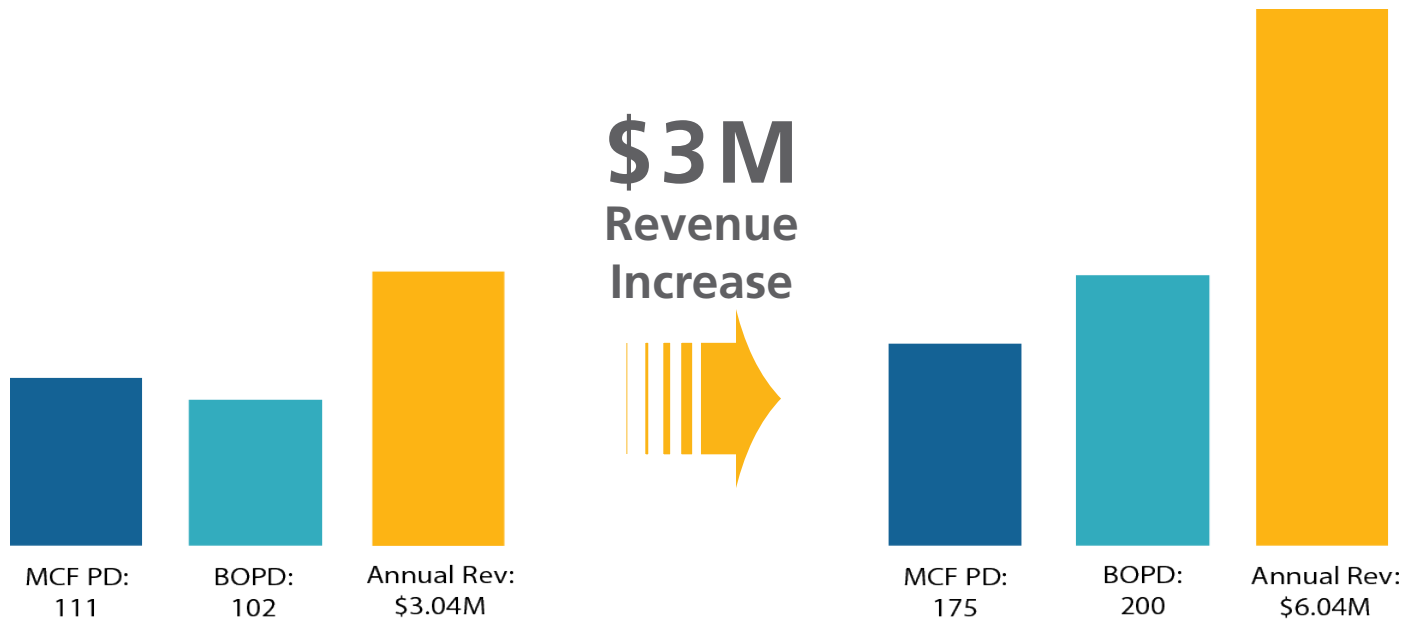 $3M
Revenue
Increase
MCF PD:
111
BOPD:
102
Annual Rev:
$3.04M
MCF PD:
175
BOPD:
200
Annual Rev:
$6.04M